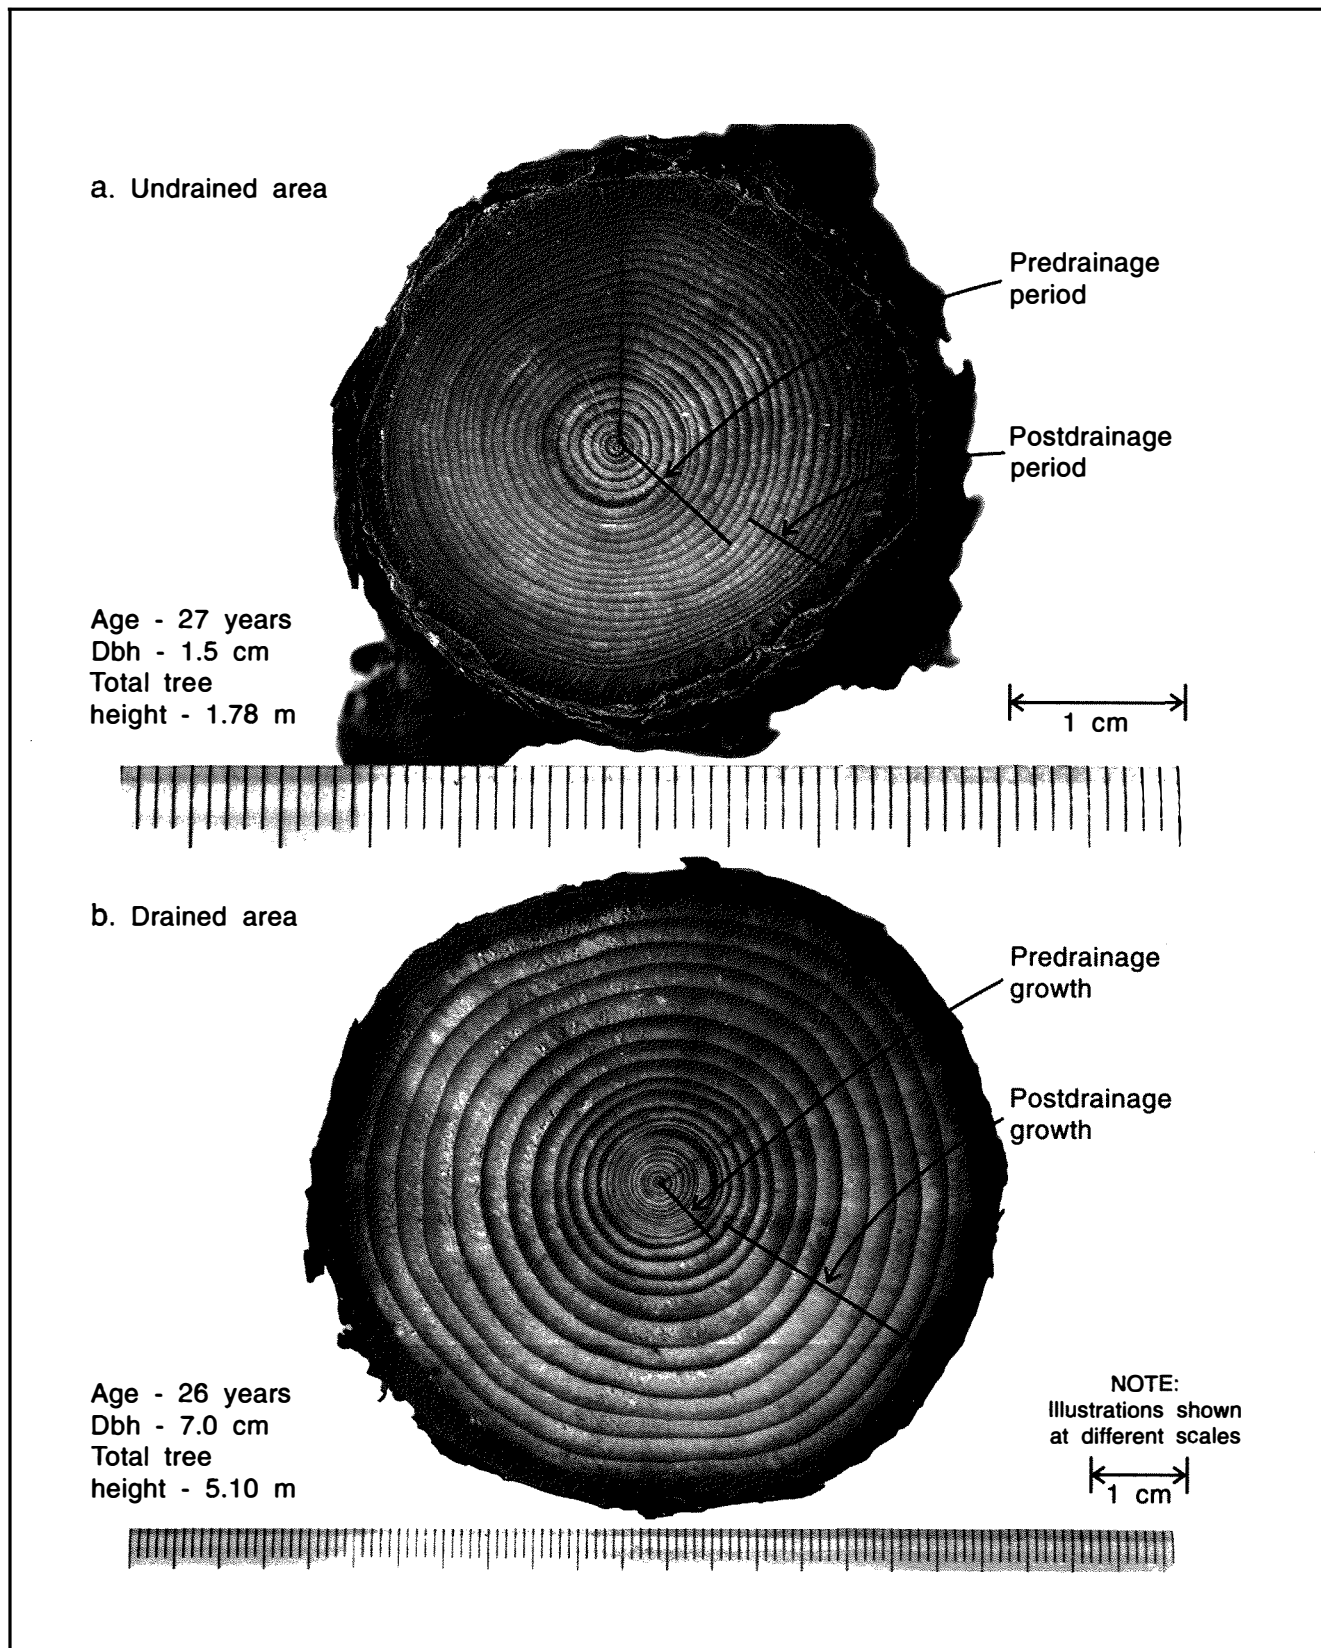 a. Undrained area
Predrainage
period
Postdrainage
period
Age - 27 years
Dbh - 1.5 cm
Total tree
height - 1.78 m
1 cm
b. Drained area
Predrainage
growth
Postdrainage
growth
Age - 26 years
Dbh - 7.0 cm
Total tree
height - 5.10 m
NOTE:
Illustrations shown
at different scales
1 cm